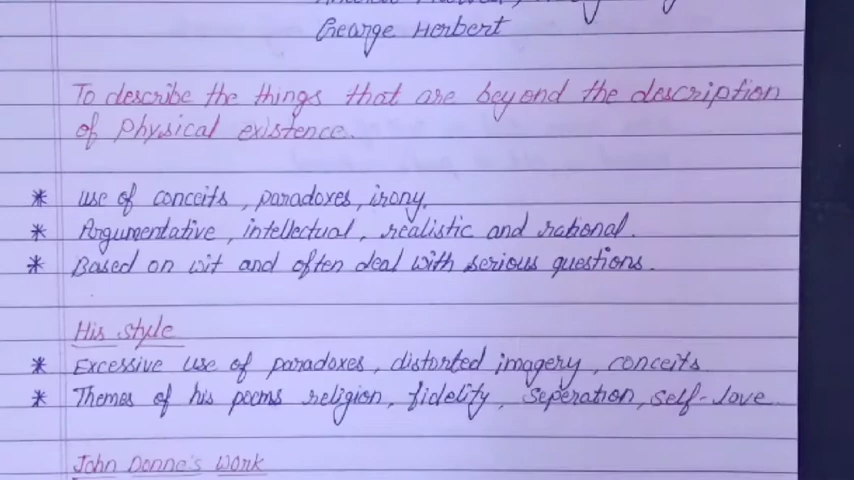 George Herbert
To describe the things that are beyond the description
of Physical existence.
* use of conceits, paradoxes, irony.
* Argumentative, intellectual, realistic and rational.
* Based on wit and often deal with serious questions.
His style
* Excessive use of paradoxes, distorted imagery, conceits
* Themes of his poems religion, fidelity, seperation, self-love
John Donne's Work